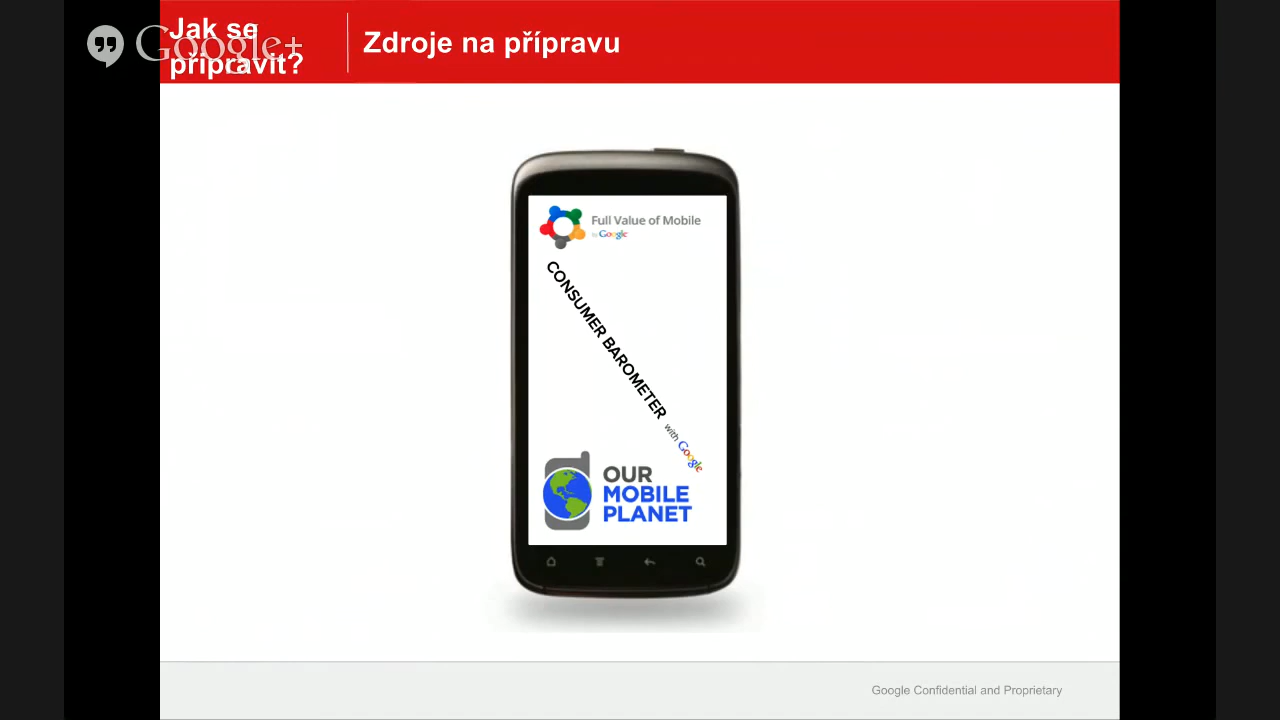 Jak se
připravit?
Google+
Zdroje na přípravu
Full Value of Mobile
by Google
CONSUMER BAROMETER with Google
OUR
MOBILE
PLANET
Google Confidential and Proprietary